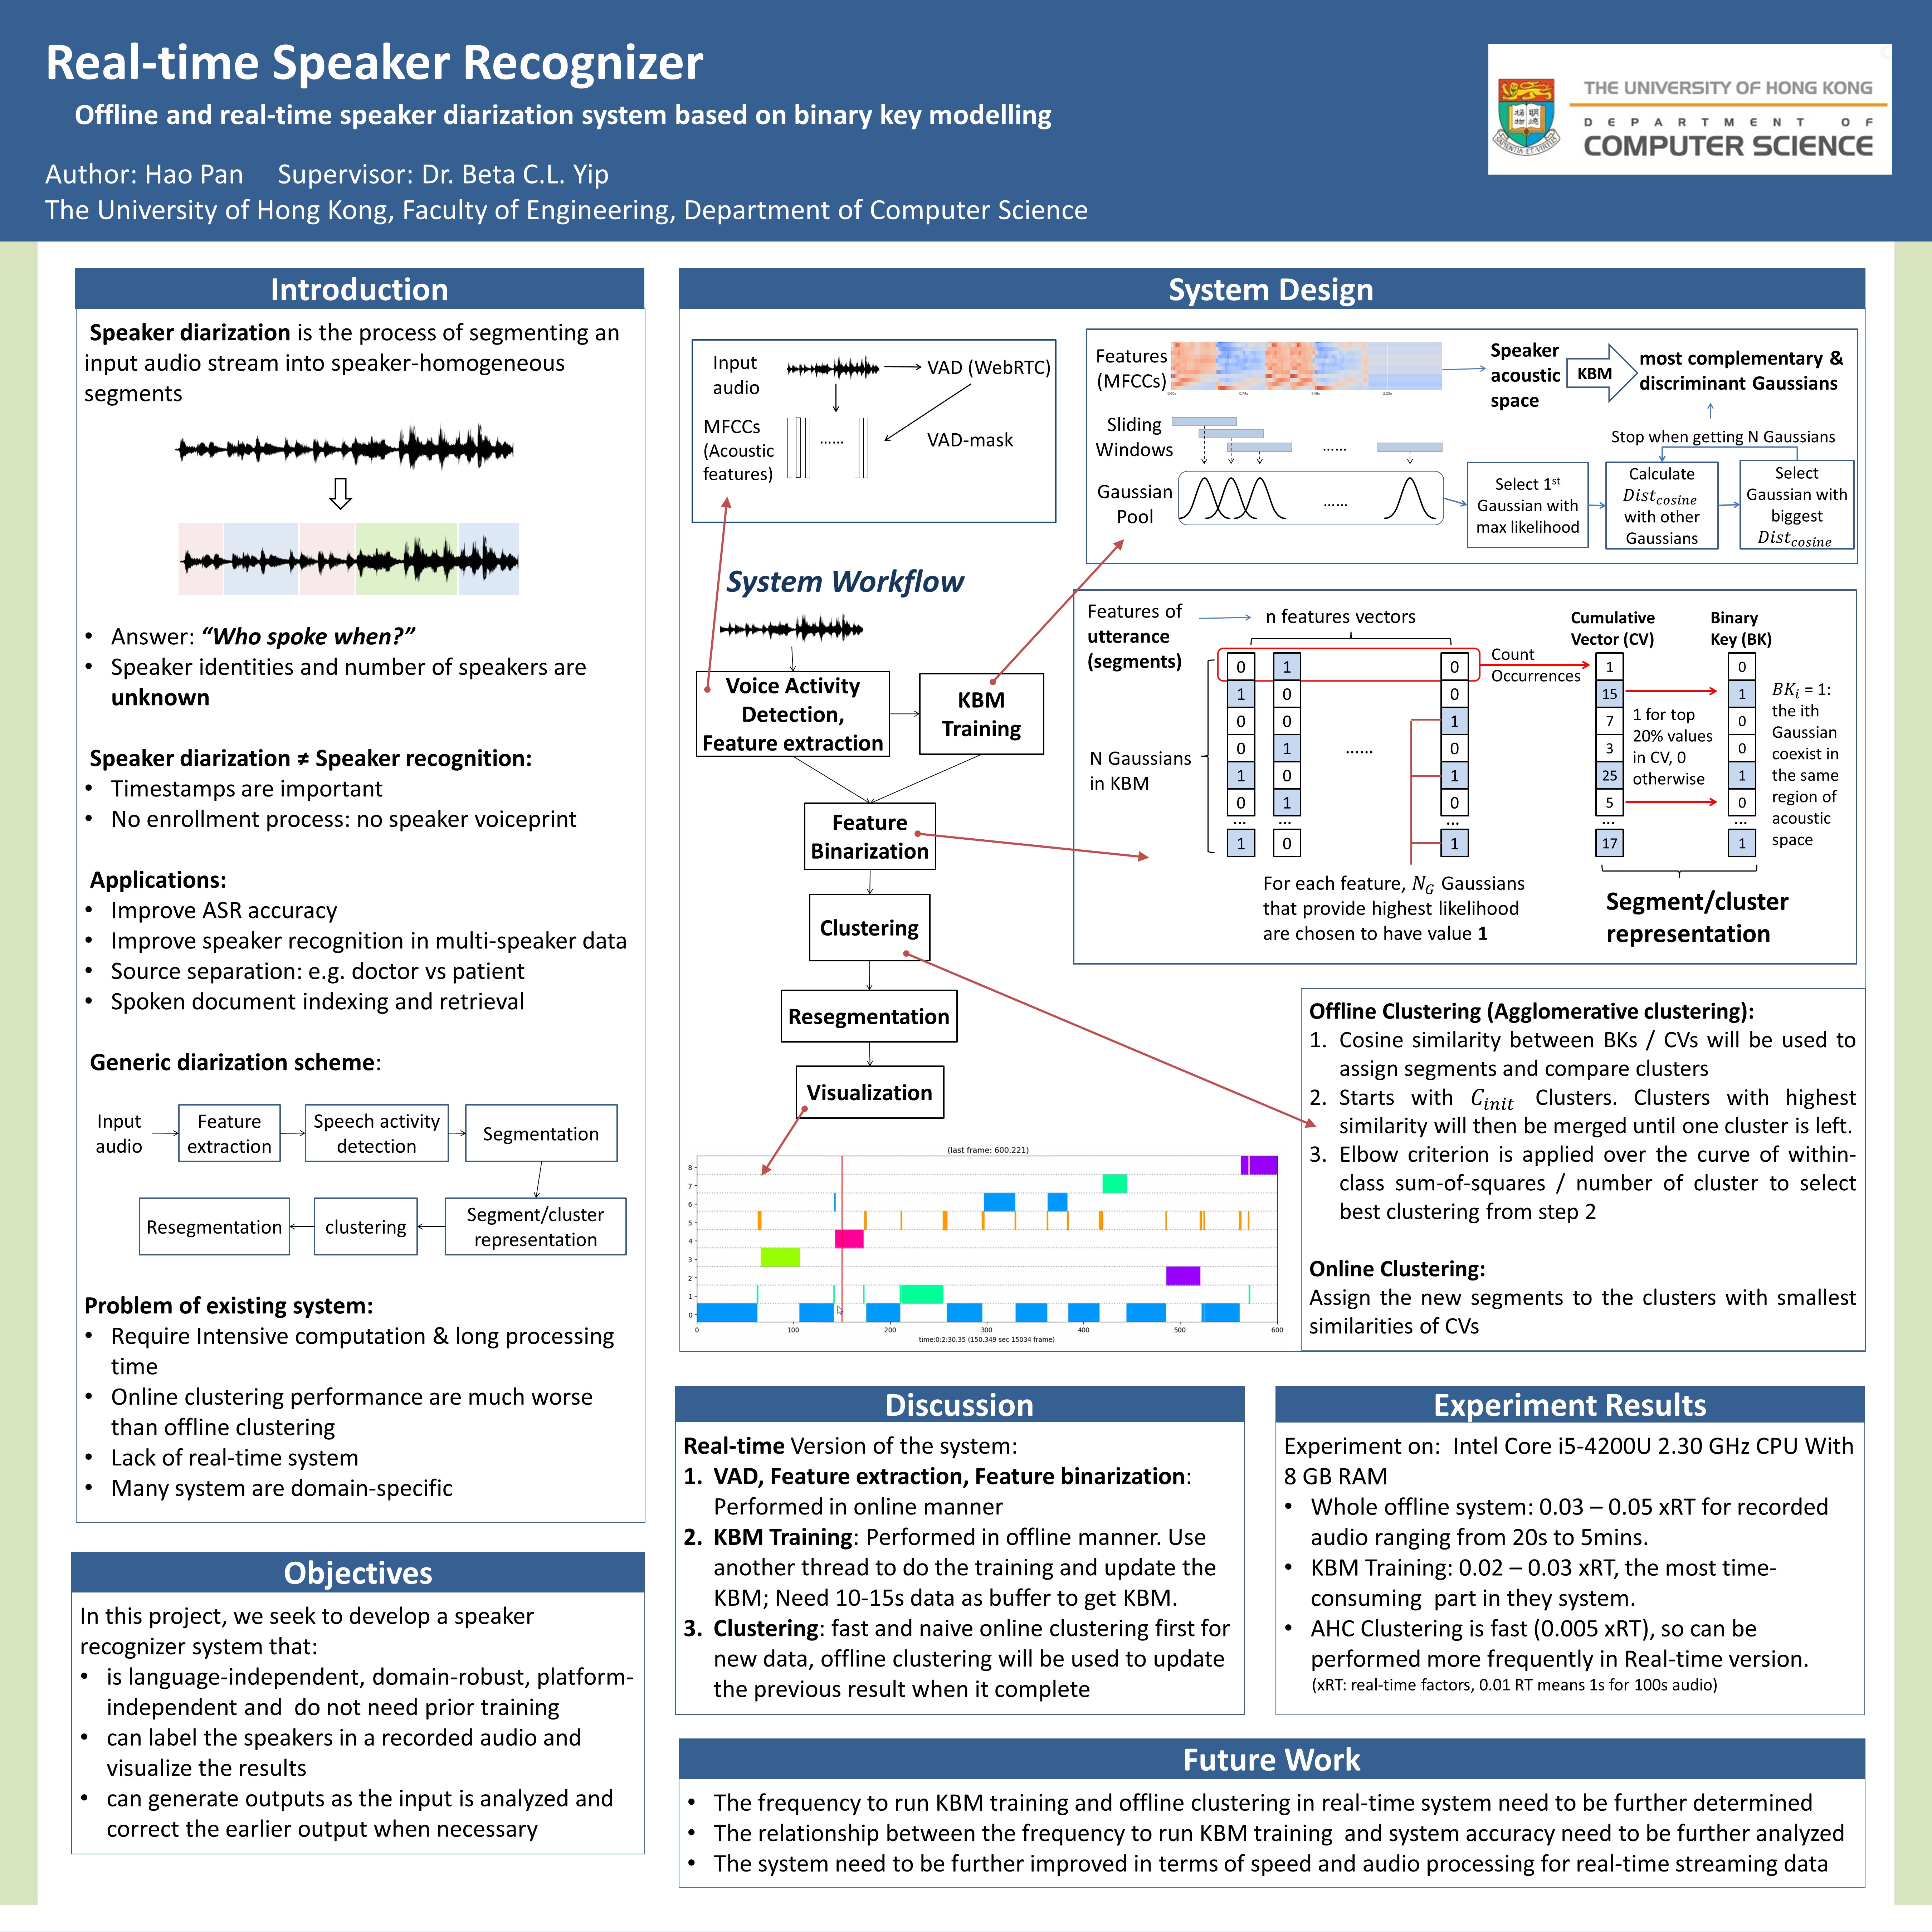 Real-time Speaker Recognizer
Offline and real-time speaker diarization system based on binary key modelling
Author: Hao Pan Supervisor: Dr. Beta C.L. Yip
The University of Hong Kong, Faculty of Engineering, Department of Computer Science
THE UNIVERSITY OF HONG KONG
DEPARTMENT OF
COMPUTER SCIENCE
Introduction
Speaker diarization is the process of segmenting an
input audio stream into speaker-homogeneous
segments
• Answer: “Who spoke when?”
• Speaker identities and number of speakers are
unknown
Speaker diarization ≠ Speaker recognition:
• Timestamps are important
• No enrollment process: no speaker voiceprint
Applications:
• Improve ASR accuracy
• Improve speaker recognition in multi-speaker data
• Source separation: e.g. doctor vs patient
• Spoken document indexing and retrieval
Generic diarization scheme:
Input
audio
Feature
extraction
Speech activity
detection
Segmentation
Resegmentation
clustering
Segment/cluster
representation
Problem of existing system:
• Require Intensive computation & long processing
time
• Online clustering performance are much worse
than offline clustering
• Lack of real-time system
• Many system are domain-specific
Objectives
In this project, we seek to develop a speaker
recognizer system that:
• is language-independent, domain-robust, platform-
independent and do not need prior training
• can label the speakers in a recorded audio and
visualize the results
• can generate outputs as the input is analyzed and
correct the earlier output when necessary
System Design
Input
audio
VAD (WebRTC)
MFCCs
(Acoustic
features)
......
VAD-mask
Features
(MFCCs)
Speaker
acoustic
space
KBM
most complementary &
discriminant Gaussians
Sliding
Windows
......
Stop when getting N Gaussians
Gaussian
Pool
......
Select 1st
Gaussian with
max likelihood
Calculate
Dist_cosine
with other
Gaussians
Select
Gaussian with
biggest
Dist_cosine
System Workflow
Voice Activity
Detection,
Feature extraction
KBM
Training
Feature
Binarization
Clustering
Resegmentation
Visualization
Features of
utterance
(segments)
n features vectors
Count
Occurrences
Cumulative
Vector (CV)
Binary
Key (BK)
0 1 0 1 0
1 0 0 15 1
0 0 1 7 0
0 1 0 3 0
1 0 1 25 1
0 1 0 5 0
... ... ... ... ...
1 0 1 17 1
N Gaussians
in KBM
......
1 for top
20% values
in CV, 0
otherwise
BK_i = 1:
the ith
Gaussian
coexist in
the same
region of
acoustic
space
For each feature, N_G Gaussians
that provide highest likelihood
are chosen to have value 1
Segment/cluster
representation
(last frame: 600.221)
8
7
6
5
4
3
2
1
0
0 100 200 300 400 500 600
time:0:2:30.35 (150.349 sec 15034 frame)
Offline Clustering (Agglomerative clustering):
1. Cosine similarity between BKs / CVs will be used to
assign segments and compare clusters
2. Starts with C_init Clusters. Clusters with highest
similarity will then be merged until one cluster is left.
3. Elbow criterion is applied over the curve of within-
class sum-of-squares / number of cluster to select
best clustering from step 2
Online Clustering:
Assign the new segments to the clusters with smallest
similarities of CVs
Discussion
Real-time Version of the system:
1. VAD, Feature extraction, Feature binarization:
Performed in online manner
2. KBM Training: Performed in offline manner. Use
another thread to do the training and update the
KBM; Need 10-15s data as buffer to get KBM.
3. Clustering: fast and naive online clustering first for
new data, offline clustering will be used to update
the previous result when it complete
Experiment Results
Experiment on: Intel Core i5-4200U 2.30 GHz CPU With
8 GB RAM
• Whole offline system: 0.03 – 0.05 xRT for recorded
audio ranging from 20s to 5mins.
• KBM Training: 0.02 – 0.03 xRT, the most time-
consuming part in they system.
• AHC Clustering is fast (0.005 xRT), so can be
performed more frequently in Real-time version.
(xRT: real-time factors, 0.01 RT means 1s for 100s audio)
Future Work
• The frequency to run KBM training and offline clustering in real-time system need to be further determined
• The relationship between the frequency to run KBM training and system accuracy need to be further analyzed
• The system need to be further improved in terms of speed and audio processing for real-time streaming data